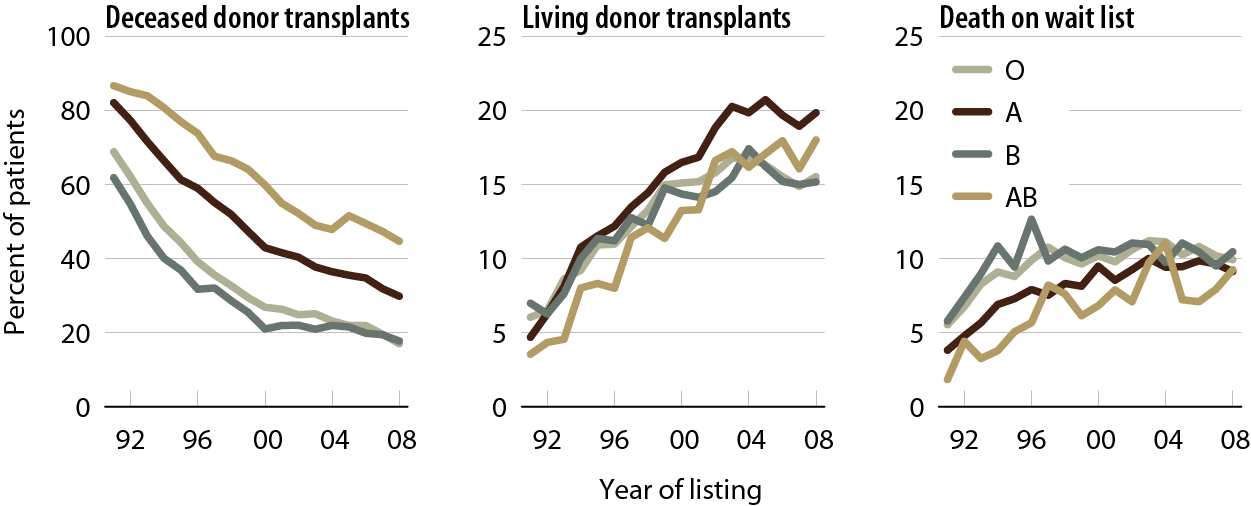 Deceased donor transplants
Living donor transplants
Death on wait list
Percent of patients
100
80
60
40
20
0
92 96 00 04 08
25
20
15
10
5
0
92 96 00 04 08
25
20
15
10
5
0
92 96 00 04 08
O
A
B
AB
Year of listing